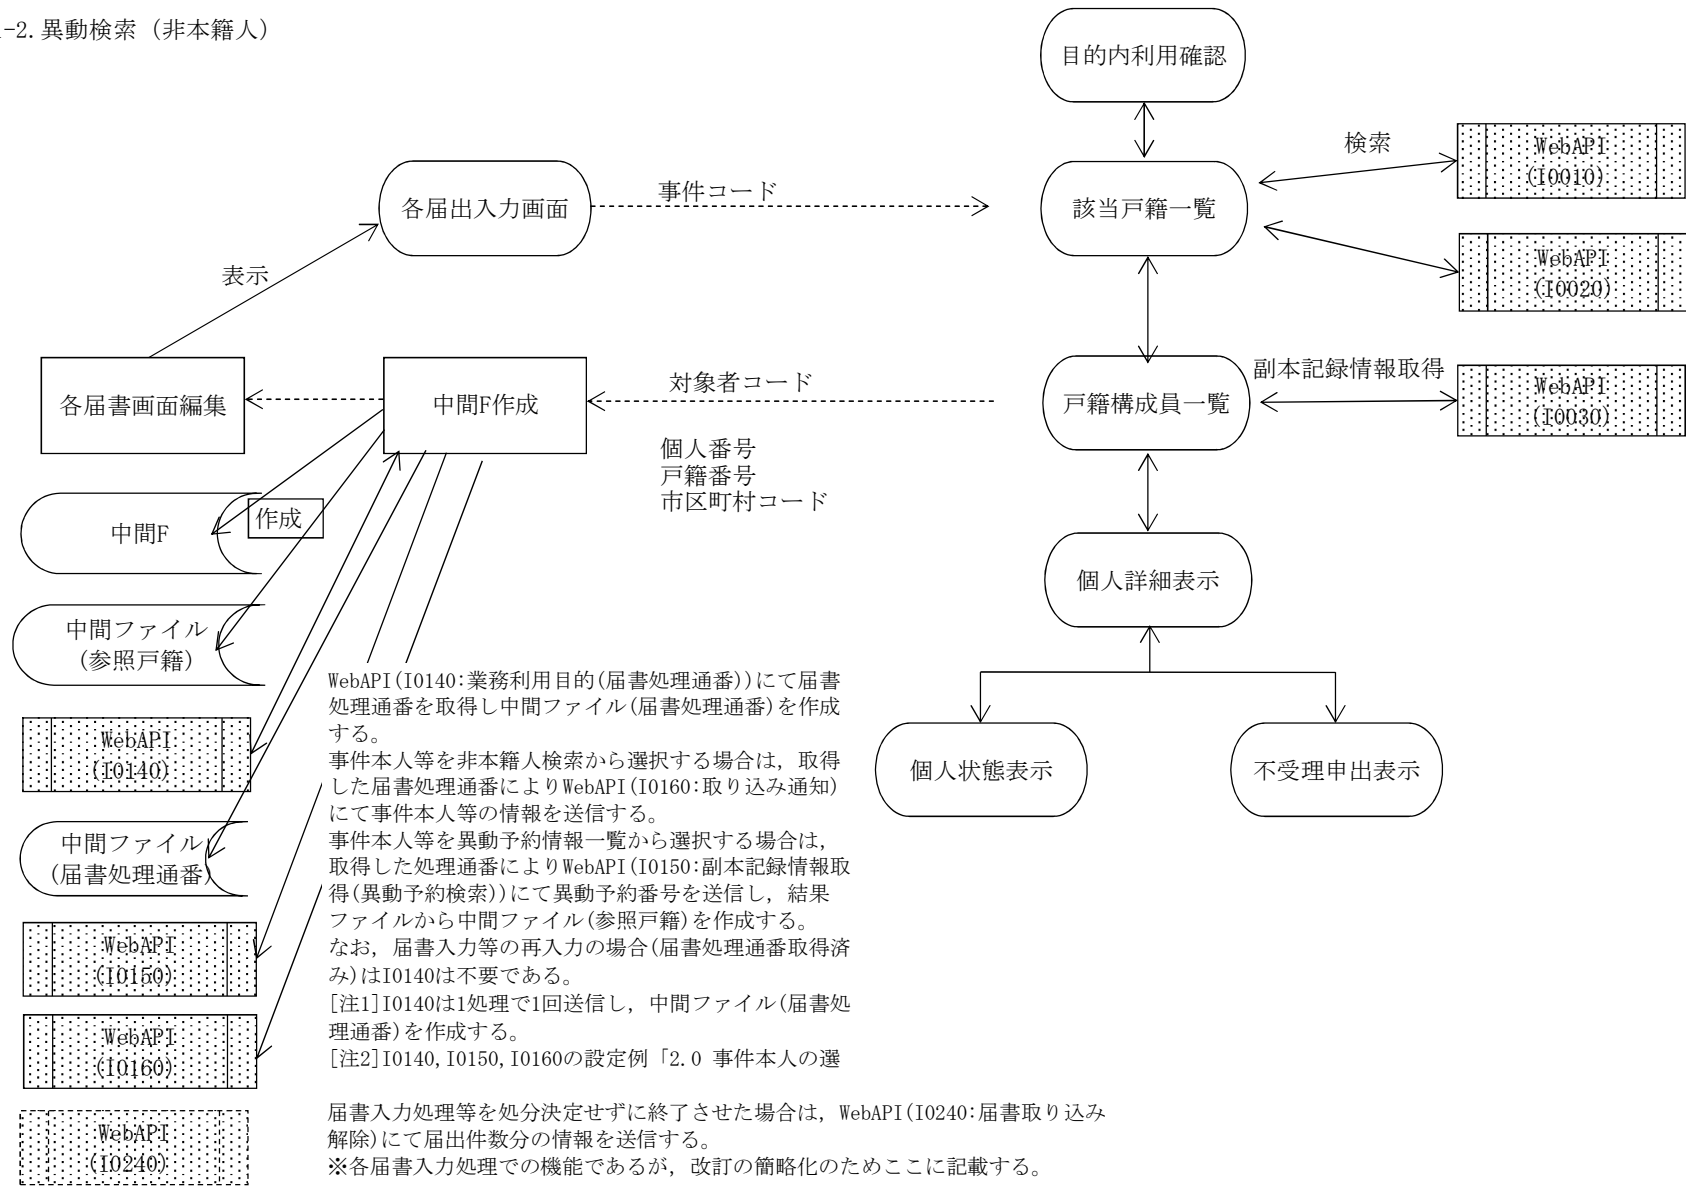 -2.異動検索（非本籍人）
目的内利用確認
検索
WebAPI
(I0010)
各届出入力画面
事件コード
該当戸籍一覧
WebAPI
(I0020)
表示
副本記録情報取得
各届書画面編集
中間F作成
対象者コード
戸籍構成員一覧
WebAPI
(I0030)
個人番号
戸籍番号
市区町村コード
作成
中間F
個人詳細表示
中間ファイル
(参照戸籍)
WebAPI
(I0140)
個人状態表示
不受理申出表示
中間ファイル
(届書処理通番)
WebAPI
(I0150)
WebAPI
(I0160)
WebAPI
(I0240)
WebAPI(I0140:業務利用目的(届書処理通番))にて届書
処理通番を取得し中間ファイル(届書処理通番)を作成
する。
事件本人等を非本籍人検索から選択する場合は，取得
した届書処理通番によりWebAPI(I0160:取り込み通知)
にて事件本人等の情報を送信する。
事件本人等を異動予約情報一覧から選択する場合は，
取得した処理通番によりWebAPI(I0150:副本記録情報取
得(異動予約検索))にて異動予約番号を送信し，結果
ファイルから中間ファイル(参照戸籍)を作成する。
なお，届書入力等の再入力の場合(届書処理通番取得済
み)はI0140は不要である。
[注1]I0140は1処理で1回送信し，中間ファイル(届書処
理通番)を作成する。
[注2]I0140,I0150,I0160の設定例「2.0 事件本人の選
届書入力処理等を処分決定せずに終了させた場合は，WebAPI(I0240:届書取り込み
解除)にて届出件数分の情報を送信する。
※各届書入力処理での機能であるが，改訂の簡略化のためここに記載する。